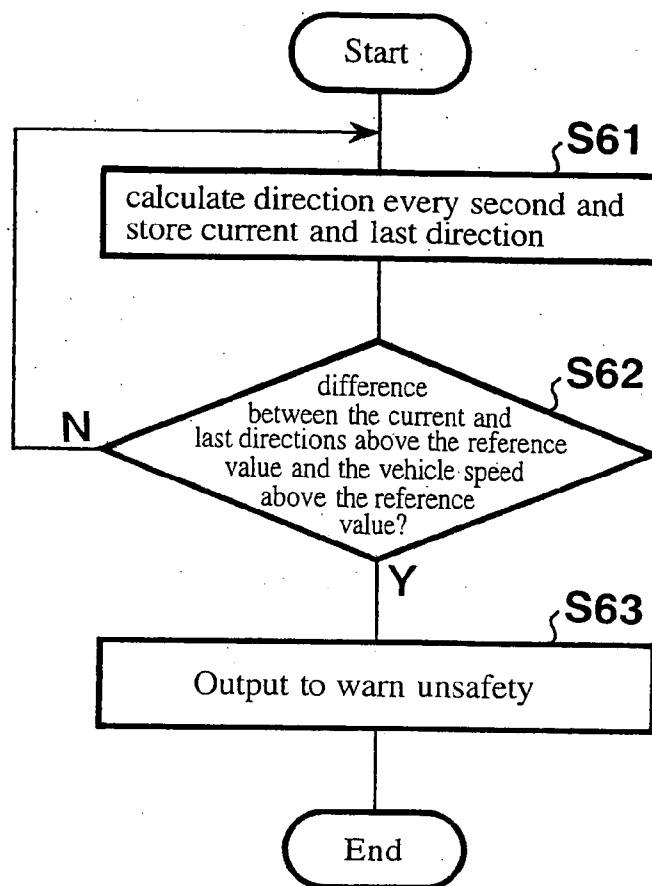 Start
S61
calculate direction every second and
store current and last direction
S62
difference
between the current and
last directions above the reference
value and the vehicle speed
above the reference
value?
N
Y
S63
Output to warn unsafety
End